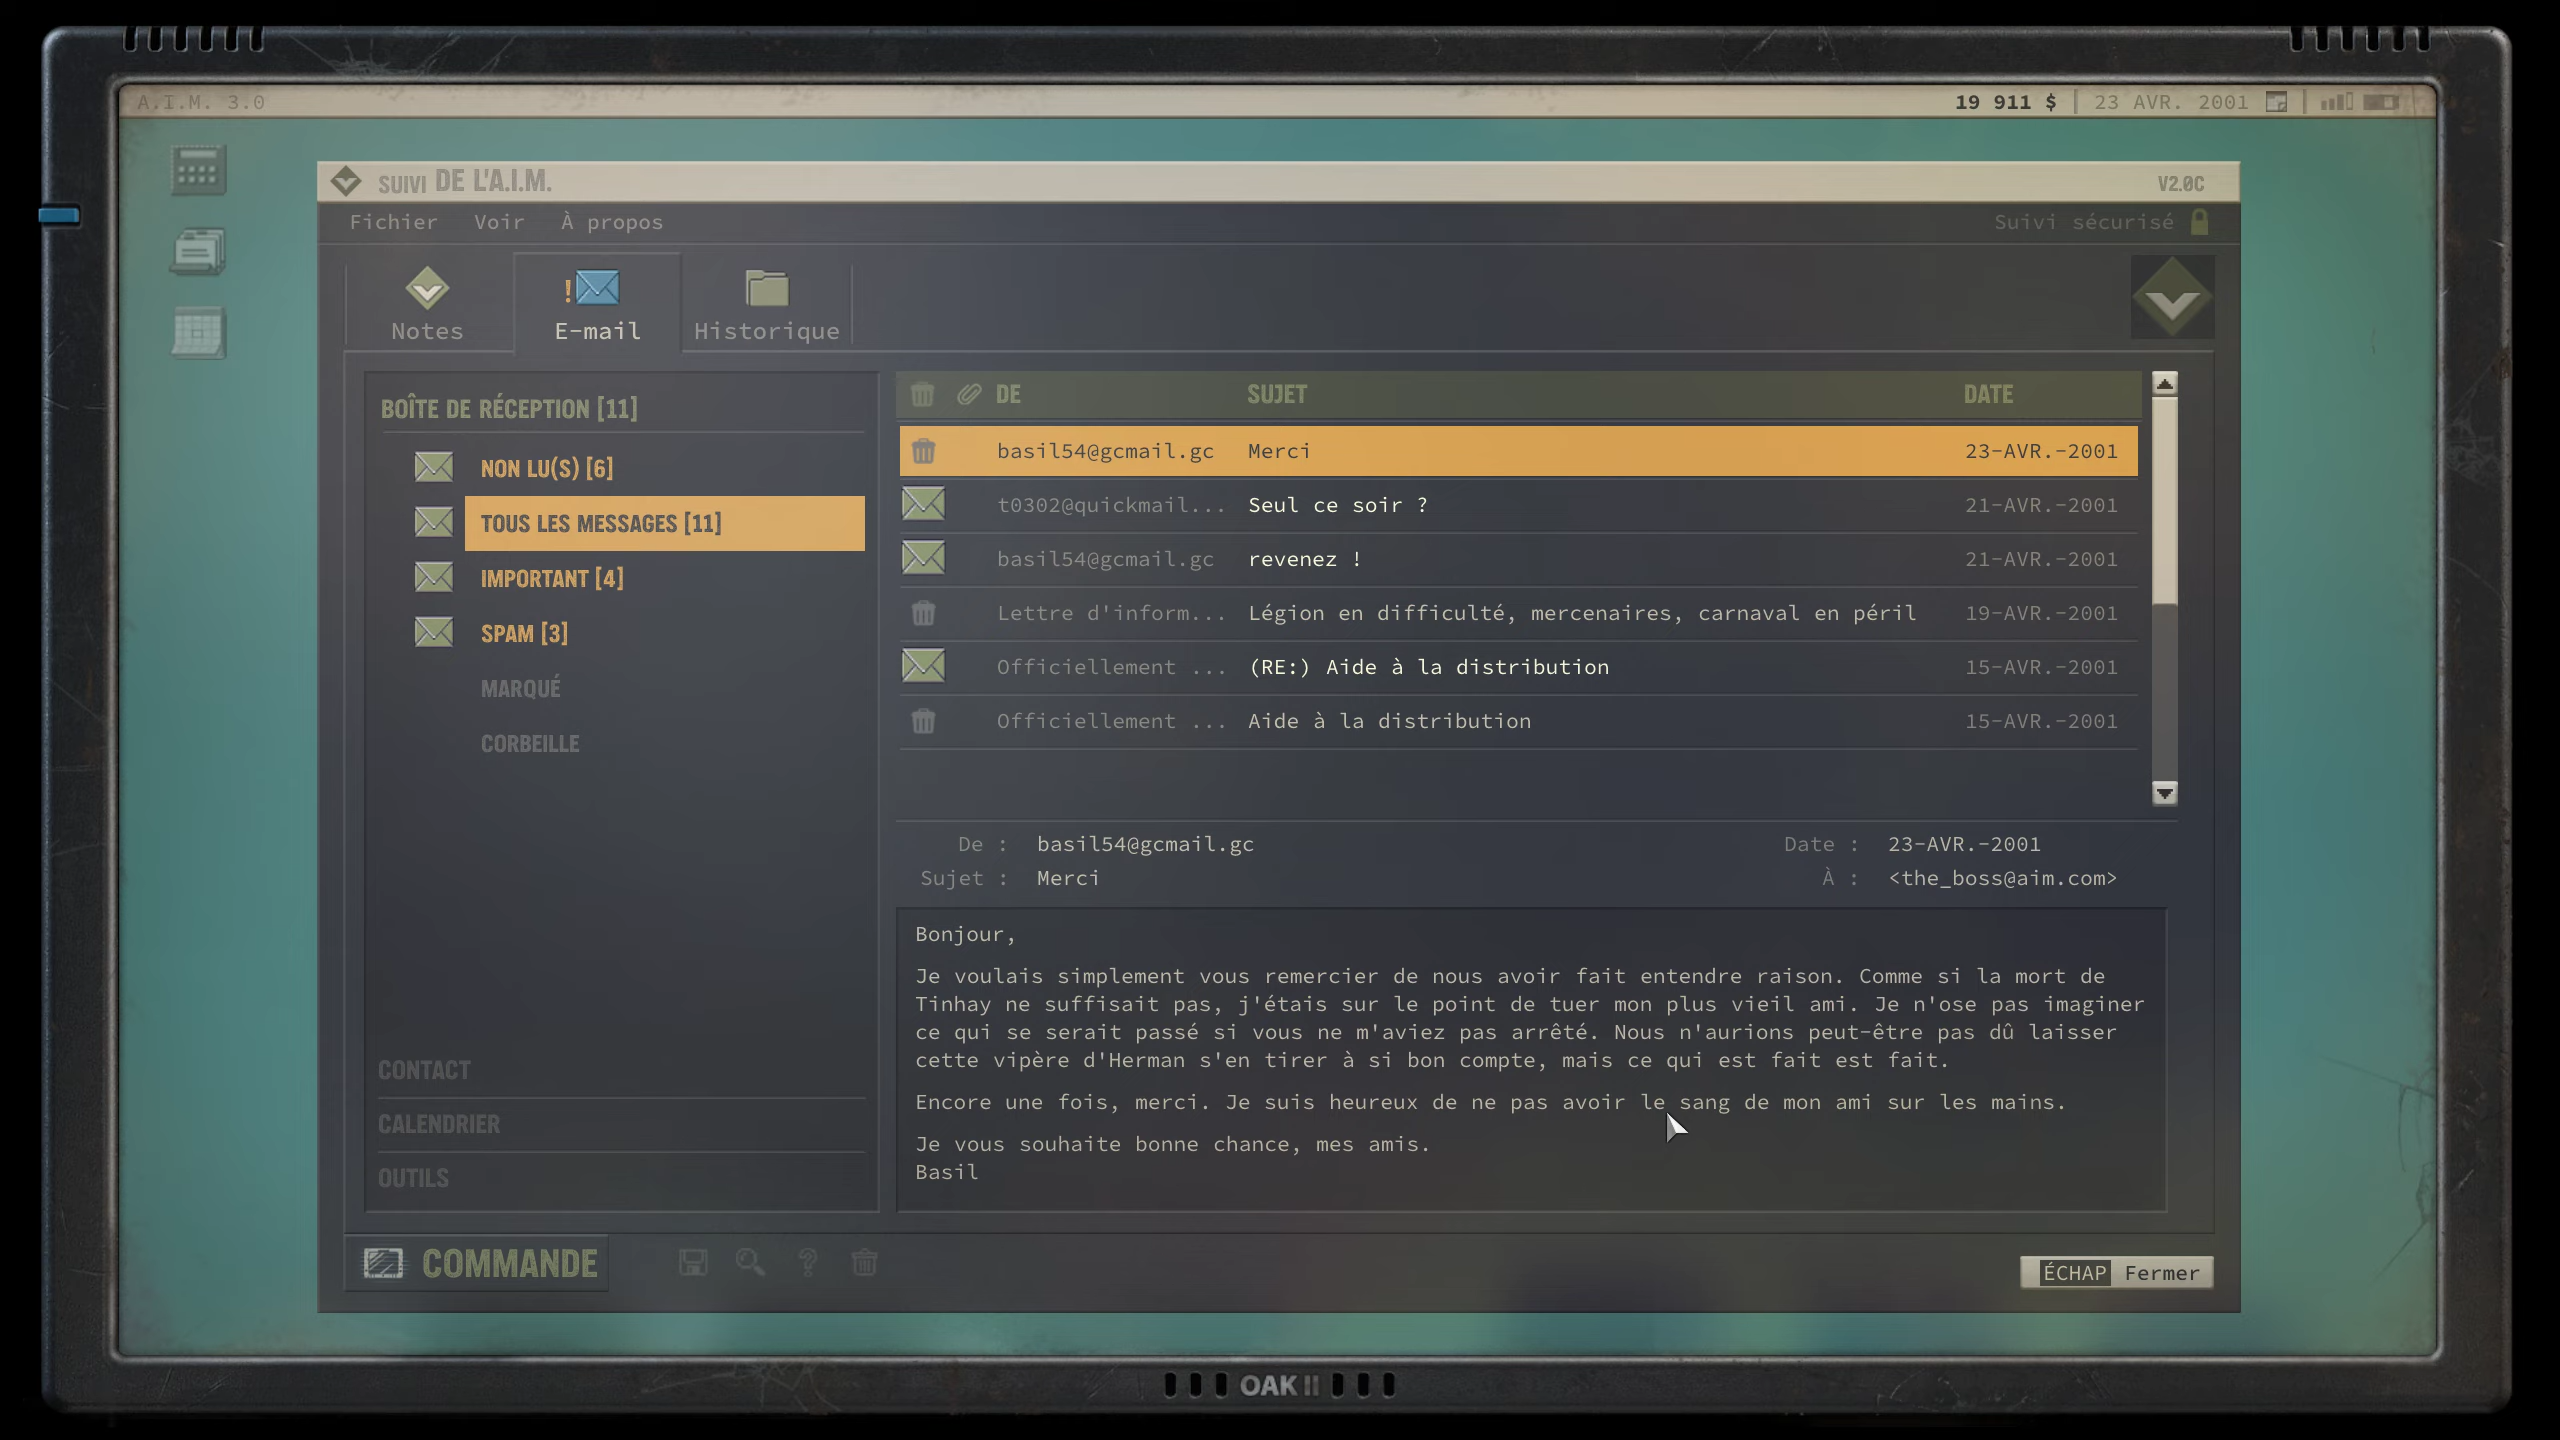 A.I.M. 3.0
19 911 $ 23 AVR. 2001
SUIVI DE L'A.I.M.
V2.0C
Fichier Voir À propos
Suivi sécurisé
Notes
! E-mail
Historique
BOÎTE DE RÉCEPTION [11]
NON LU(S) [6]
TOUS LES MESSAGES [11]
IMPORTANT [4]
SPAM [3]
MARQUÉ
CORBEILLE
CONTACT
CALENDRIER
OUTILS
DE SUJET DATE
basil54@gcmail.gc Merci 23-AVR.-2001
t0302@quickmail... Seul ce soir ? 21-AVR.-2001
basil54@gcmail.gc revenez ! 21-AVR.-2001
Lettre d'inform... Légion en difficulté, mercenaires, carnaval en péril 19-AVR.-2001
Officiellement ... (RE:) Aide à la distribution 15-AVR.-2001
Officiellement ... Aide à la distribution 15-AVR.-2001
De : basil54@gcmail.gc Date : 23-AVR.-2001
Sujet : Merci À : <the_boss@aim.com>
Bonjour,
Je voulais simplement vous remercier de nous avoir fait entendre raison. Comme si la mort de
Tinhay ne suffisait pas, j'étais sur le point de tuer mon plus vieil ami. Je n'ose pas imaginer
ce qui se serait passé si vous ne m'aviez pas arrêté. Nous n'aurions peut-être pas dû laisser
cette vipère d'Herman s'en tirer à si bon compte, mais ce qui est fait est fait.
Encore une fois, merci. Je suis heureux de ne pas avoir le sang de mon ami sur les mains.
Je vous souhaite bonne chance, mes amis.
Basil
COMMANDE
ÉCHAP Fermer
OAK II